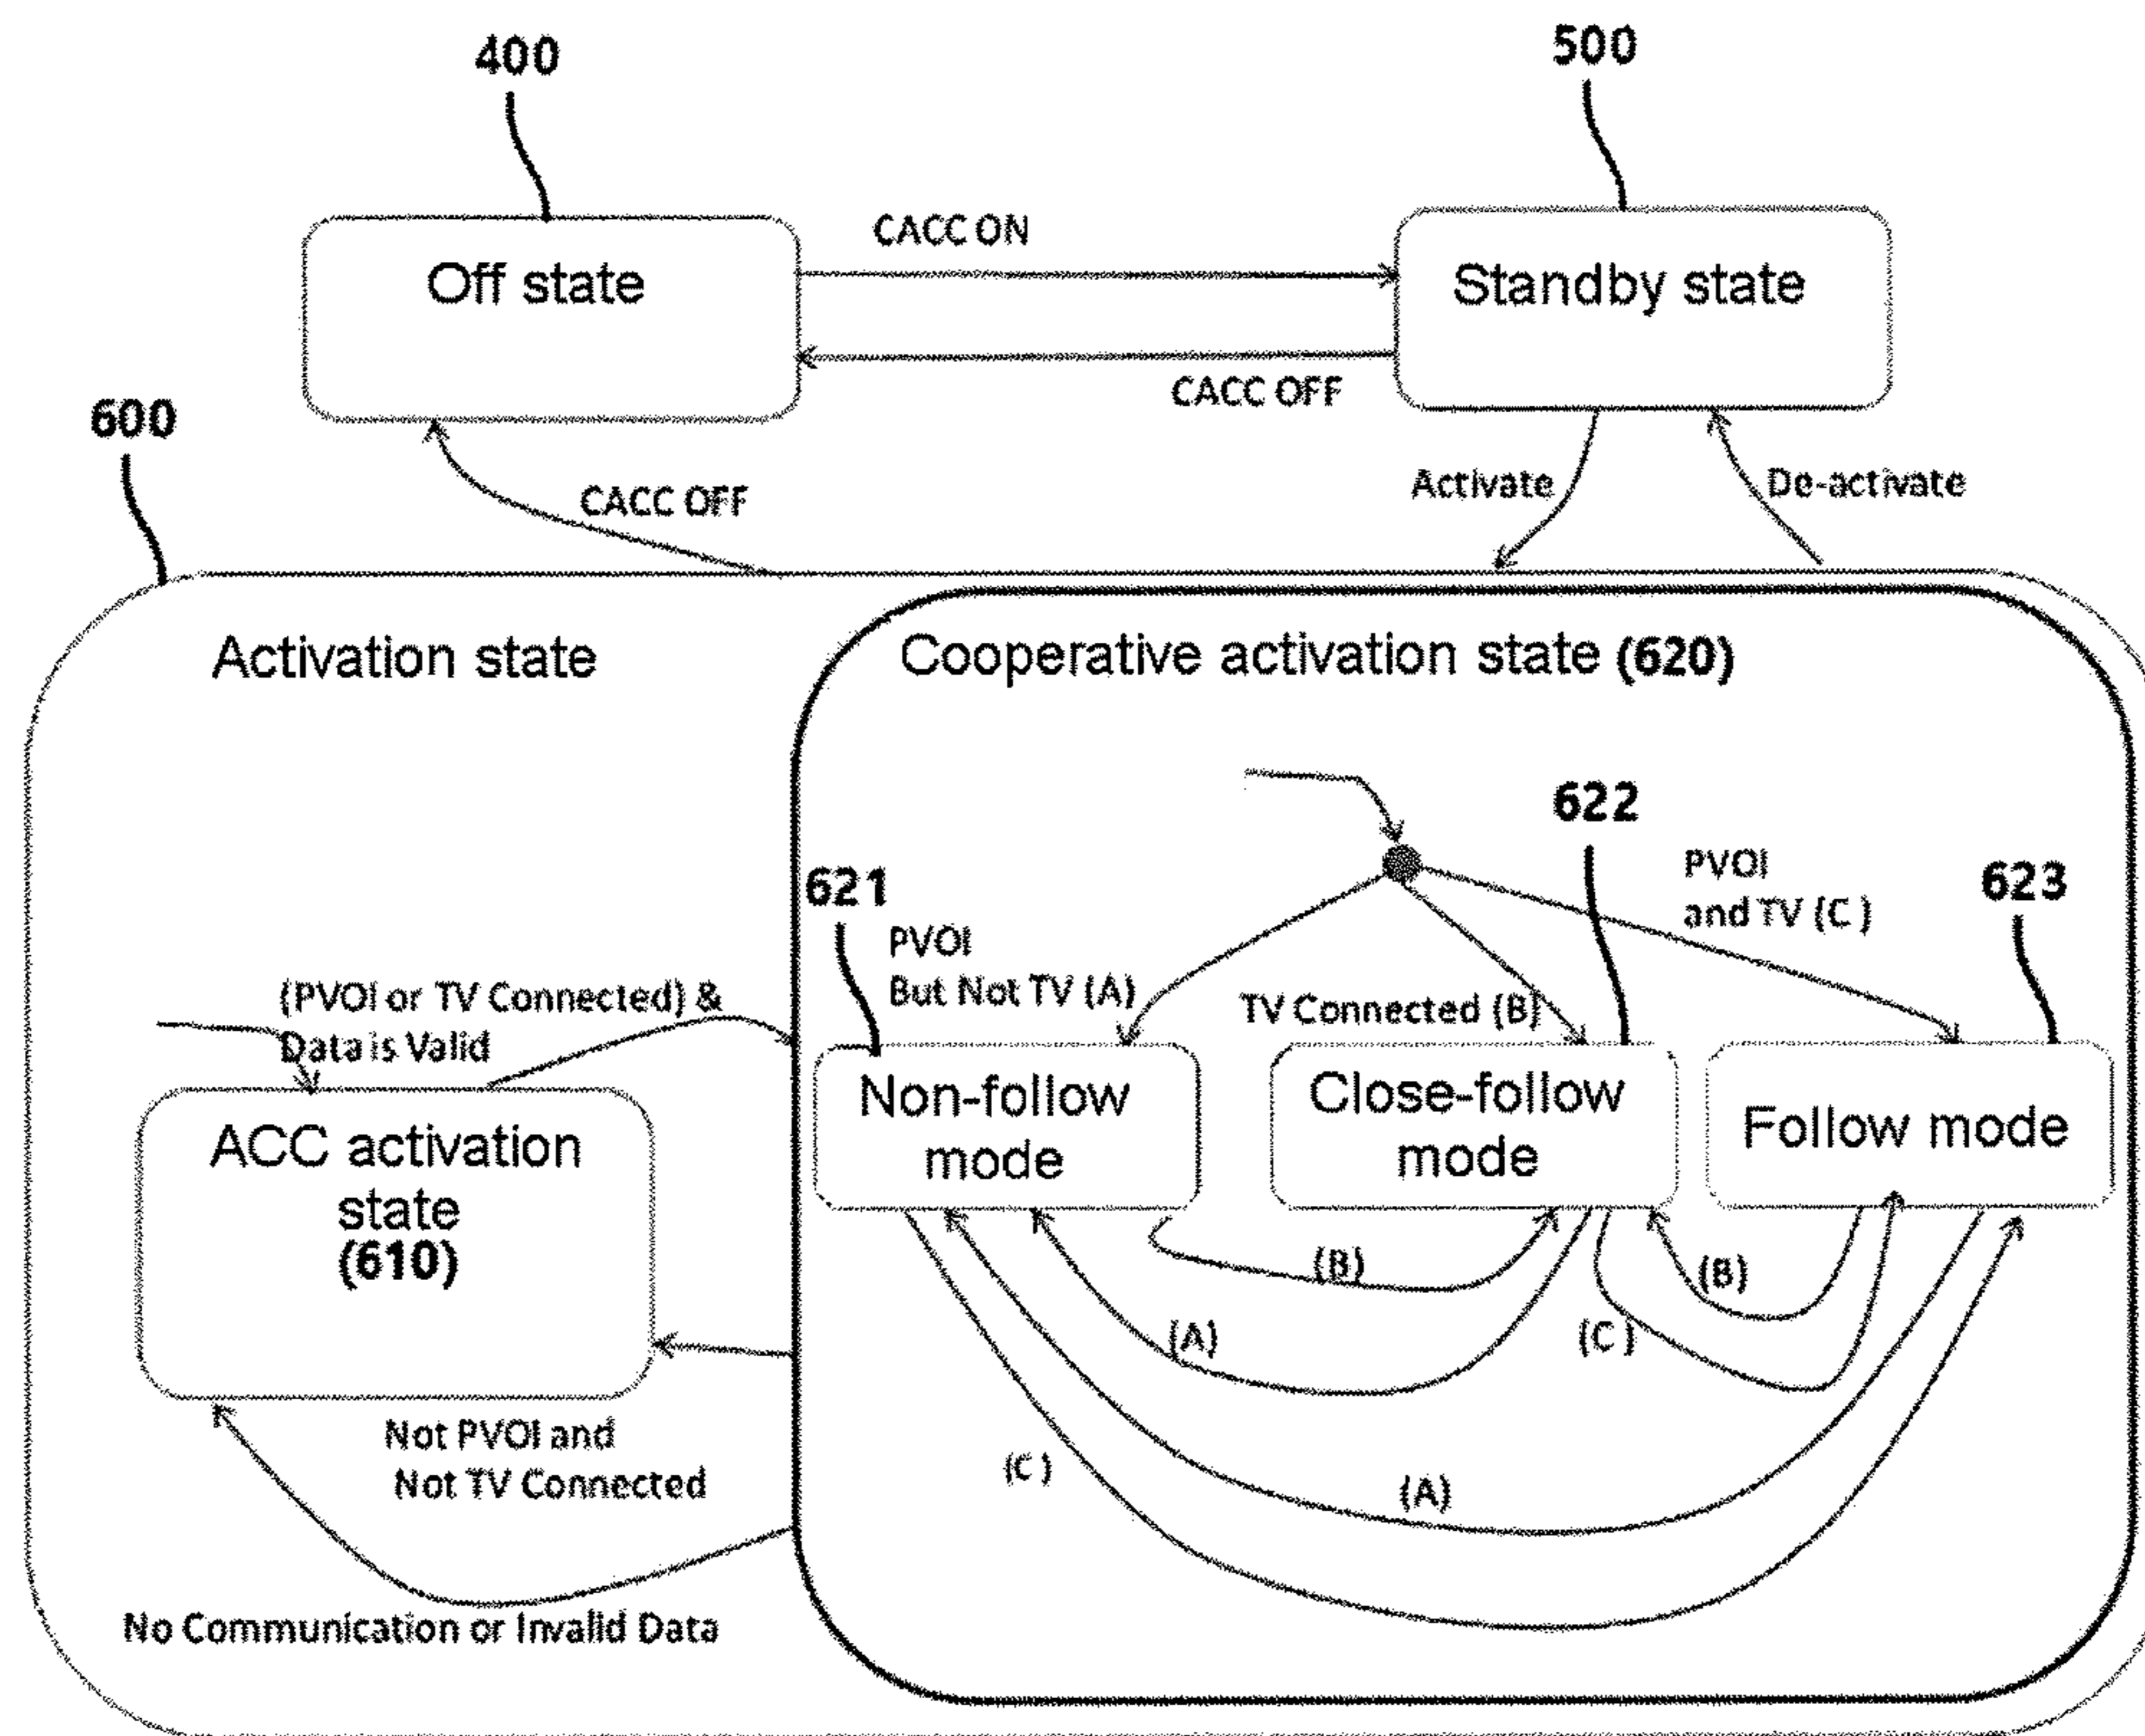 400
500
CACC ON
Off state
Standby state
CACC OFF
600
CACC OFF
Activate
De-activate
Activation state
Cooperative activation state (620)
622
PVOI
and TV (C )
621
623
PVOI
But Not TV (A)
(PVOI or TV Connected) &
Data is Valid
TV Connected (B)
Non-follow
mode
Close-follow
mode
Follow mode
ACC activation
state
(610)
(B)
(B)
(A)
(C )
Not PVOI and
Not TV Connected
(C )
(A)
No Communication or Invalid Data